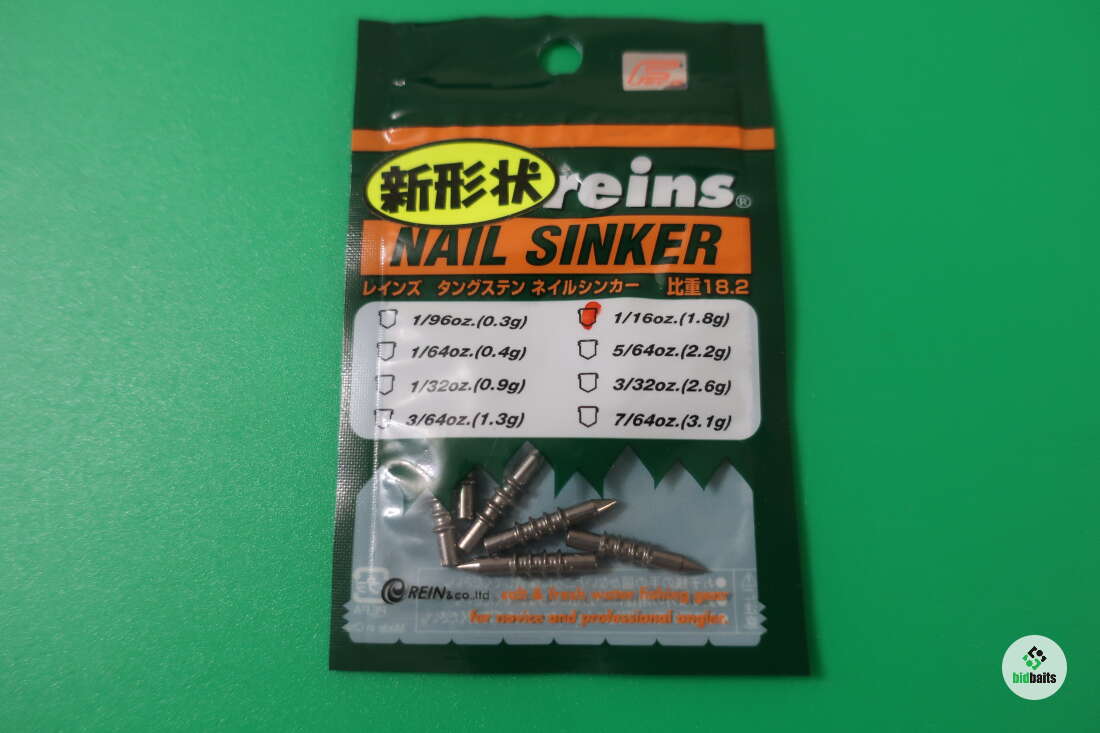 新形状
reins®
NAIL SINKER
レインズ タングステン ネイルシンカー 比重18.2
1/96oz.(0.3g)
1/16oz.(1.8g)
1/64oz.(0.4g)
5/64oz.(2.2g)
1/32oz.(0.9g)
3/32oz.(2.6g)
3/64oz.(1.3g)
7/64oz.(3.1g)
REIN&co.,ltd
salt & fresh water fishing gear
for novice and professional angler.
bidbaits